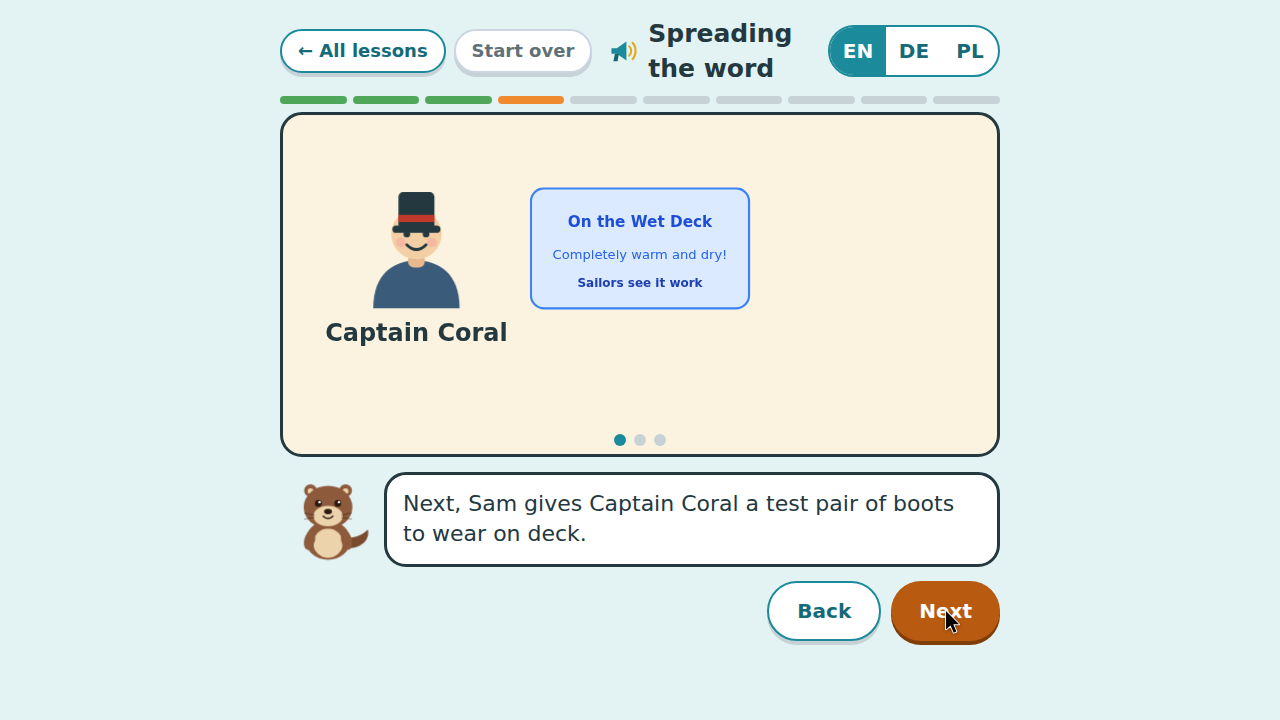 ← All lessons
Start over
Spreading
the word
EN
DE
PL
On the Wet Deck
Completely warm and dry!
Sailors see it work
Captain Coral
Next, Sam gives Captain Coral a test pair of boots
to wear on deck.
Back
Next